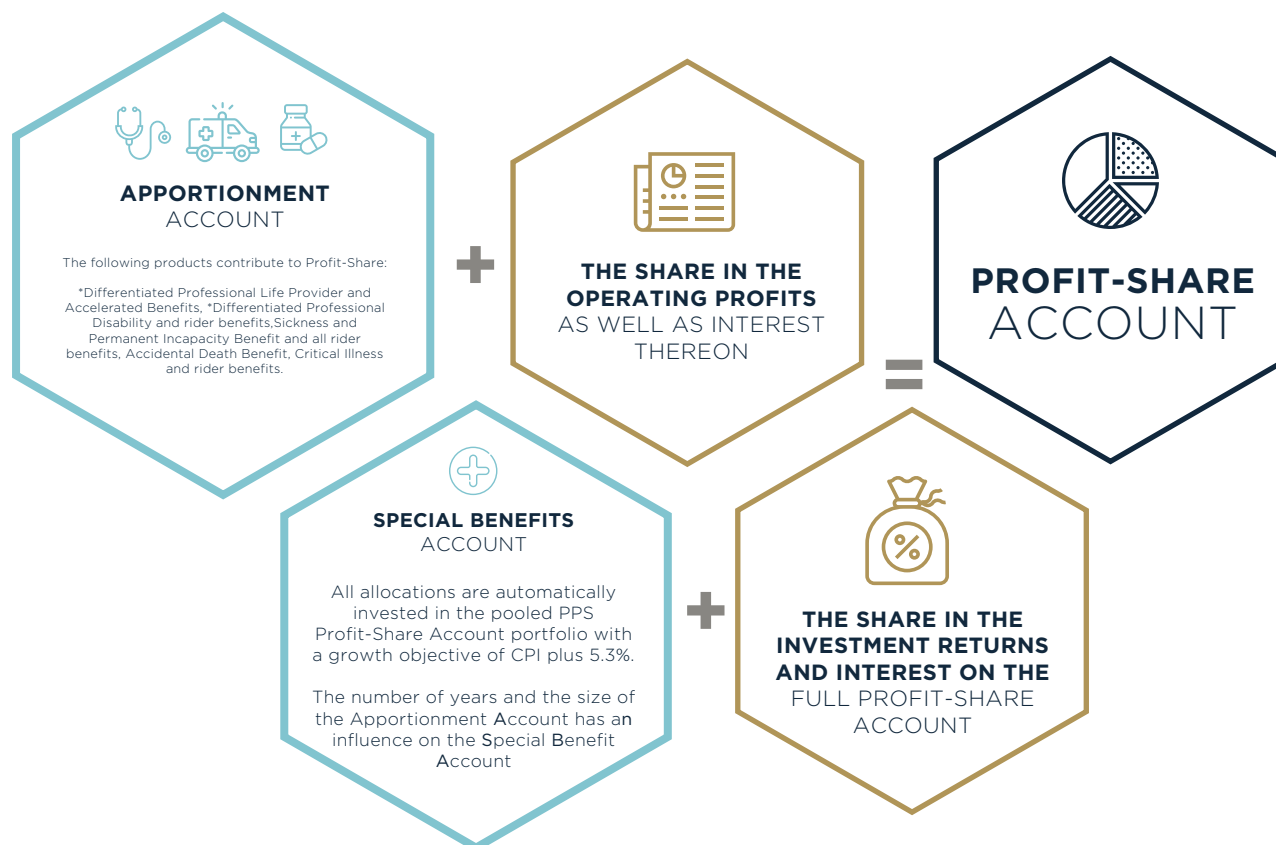 APPORTIONMENT
ACCOUNT
The following products contribute to Profit-Share:
*Differentiated Professional Life Provider and
Accelerated Benefits, *Differentiated Professional
Disability and rider benefits,Sickness and
Permanent Incapacity Benefit and all rider
benefits, Accidental Death Benefit, Critical Illness
and rider benefits.
+
THE SHARE IN THE
OPERATING PROFITS
AS WELL AS INTEREST
THEREON
=
PROFIT-SHARE
ACCOUNT
SPECIAL BENEFITS
ACCOUNT
All allocations are automatically
invested in the pooled PPS
Profit-Share Account portfolio with
a growth objective of CPI plus 5.3%.
The number of years and the size of
the Apportionment Account has an
influence on the Special Benefit
Account
+
%
THE SHARE IN THE
INVESTMENT RETURNS
AND INTEREST ON THE
FULL PROFIT-SHARE
ACCOUNT